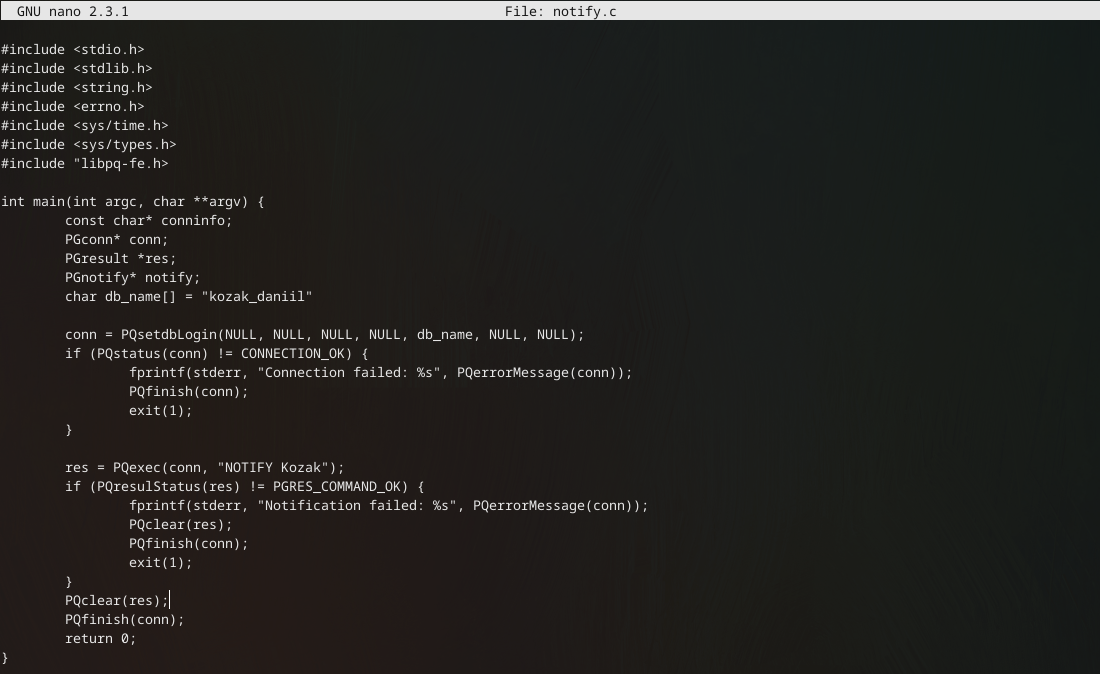 GNU nano 2.3.1 File: notify.c
#include <stdio.h>
#include <stdlib.h>
#include <string.h>
#include <errno.h>
#include <sys/time.h>
#include <sys/types.h>
#include "libpq-fe.h>
int main(int argc, char **argv) {
const char* conninfo;
PGconn* conn;
PGresult *res;
PGnotify* notify;
char db_name[] = "kozak_daniil"
conn = PQsetdbLogin(NULL, NULL, NULL, NULL, db_name, NULL, NULL);
if (PQstatus(conn) != CONNECTION_OK) {
fprintf(stderr, "Connection failed: %s", PQerrorMessage(conn));
PQfinish(conn);
exit(1);
}
res = PQexec(conn, "NOTIFY Kozak");
if (PQresulStatus(res) != PGRES_COMMAND_OK) {
fprintf(stderr, "Notification failed: %s", PQerrorMessage(conn));
PQclear(res);
PQfinish(conn);
exit(1);
}
PQclear(res);
PQfinish(conn);
return 0;
}